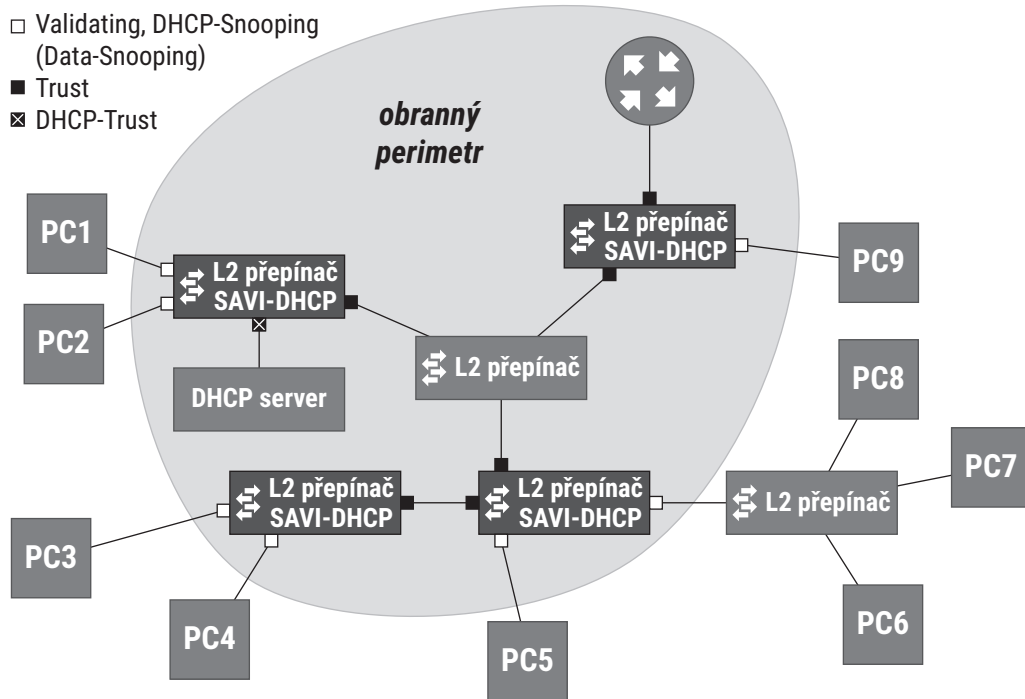 Validating, DHCP-Snooping
(Data-Snooping)
Trust
DHCP-Trust
obranný
perimetr
PC1
L2 přepínač
SAVI-DHCP
PC9
L2 přepínač
SAVI-DHCP
PC2
L2 přepínač
DHCP server
PC8
PC7
L2 přepínač
SAVI-DHCP
L2 přepínač
SAVI-DHCP
L2 přepínač
PC3
PC4
PC5
PC6